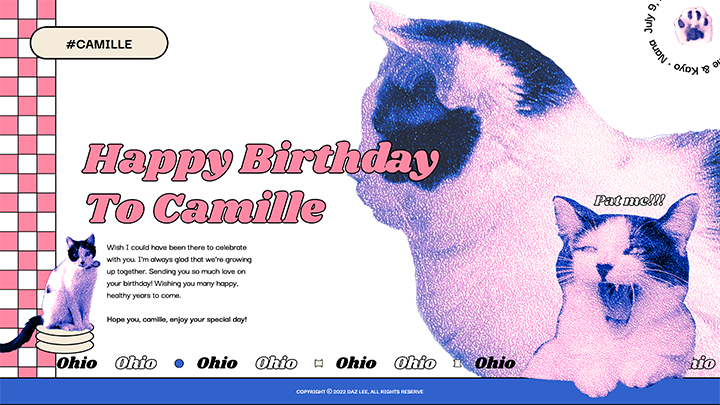 #CAMILLE
July 9,
e & Kayo · Nana
Happy Birthday
To Camille
Pat me!!!
Wish I could have been there to celebrate
with you. I'm always glad that we're growing
up together. Sending you so much love on
your birthday! Wishing you many happy,
healthy years to come.
Hope you, camille, enjoy your special day!
Ohio Ohio Ohio Ohio Ohio Ohio Ohio hio
COPYRIGHT © 2022 DAZ LEE, ALL RIGHTS RESERVE